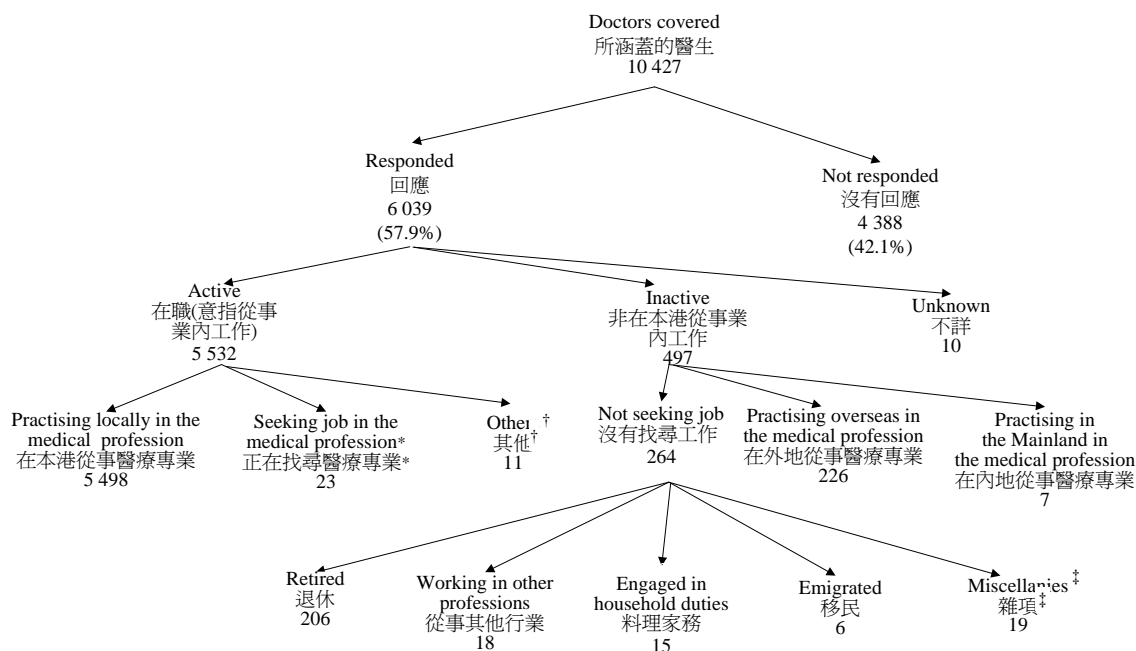 Doctors covered
所涵蓋的醫生
10 427
Responded
回應
6 039
(57.9%)
Not responded
沒有回應
4 388
(42.1%)
Active
在職(意指從事
業內工作)
5 532
Inactive
非在本港從事業
內工作
497
Unknown
不詳
10
Practising locally in the
medical profession
在本港從事醫療專業
5 498
Seeking job in the
medical profession*
正在找尋醫療專業*
23
Other †
其他†
11
Not seeking job
沒有找尋工作
264
Practising overseas in
the medical profession
在外地從事醫療專業
226
Practising in
the Mainland in
the medical profession
在內地從事醫療專業
7
Retired
退休
206
Working in other
professions
從事其他行業
18
Engaged in
household duties
料理家務
15
Emigrated
移民
6
Miscellanies ‡
雜項‡
19